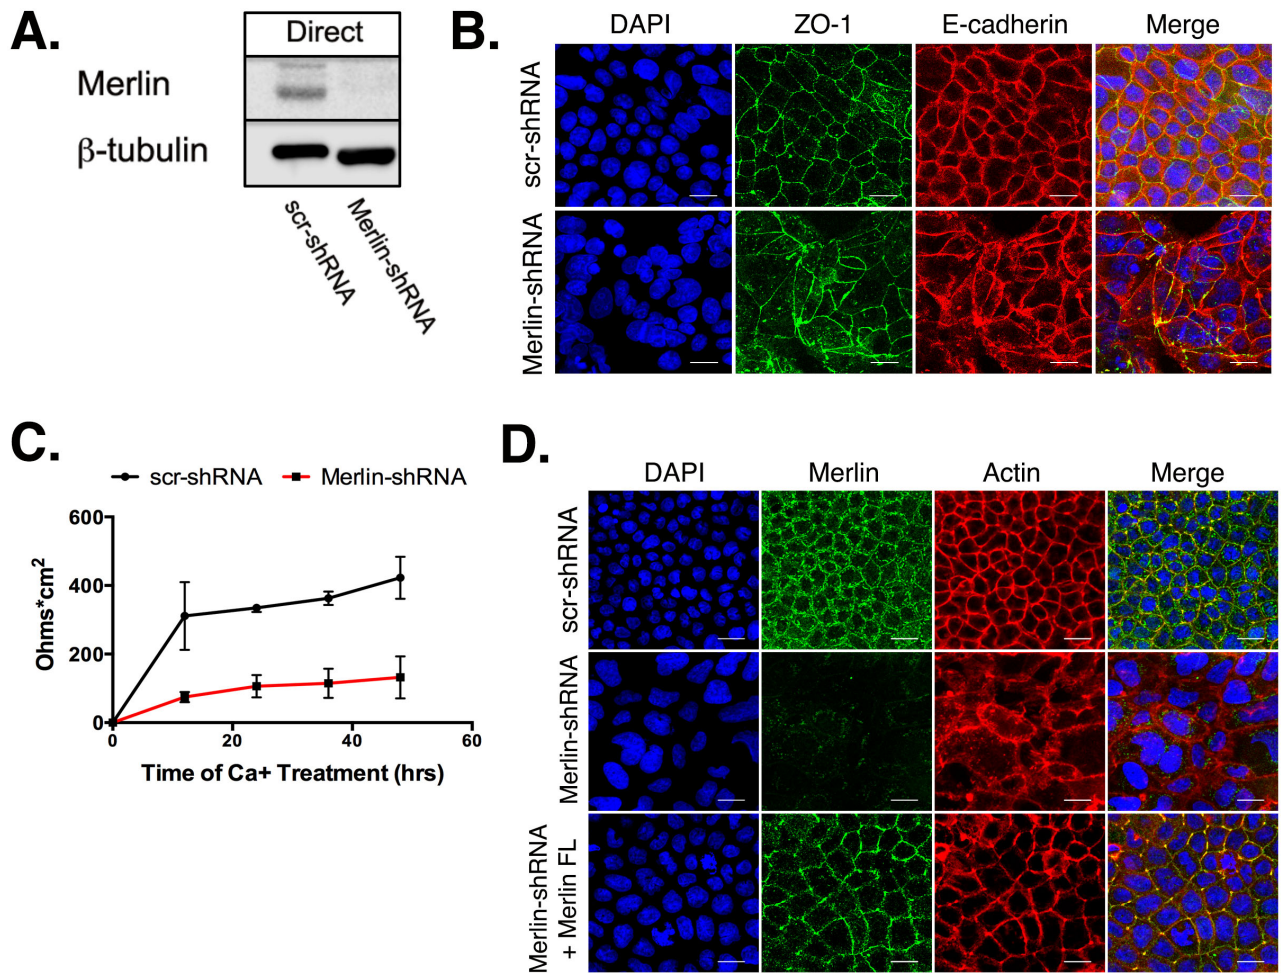 A.
Direct
Merlin
β-tubulin
scr-shRNA
Merlin-shRNA
B.
DAPI ZO-1 E-cadherin Merge
scr-shRNA
Merlin-shRNA
C.
scr-shRNA Merlin-shRNA
600
400
200
0
0 20 40 60
Ohms*cm2
Time of Ca+ Treatment (hrs)
D.
DAPI Merlin Actin Merge
scr-shRNA
Merlin-shRNA
Merlin-shRNA
+ Merlin FL